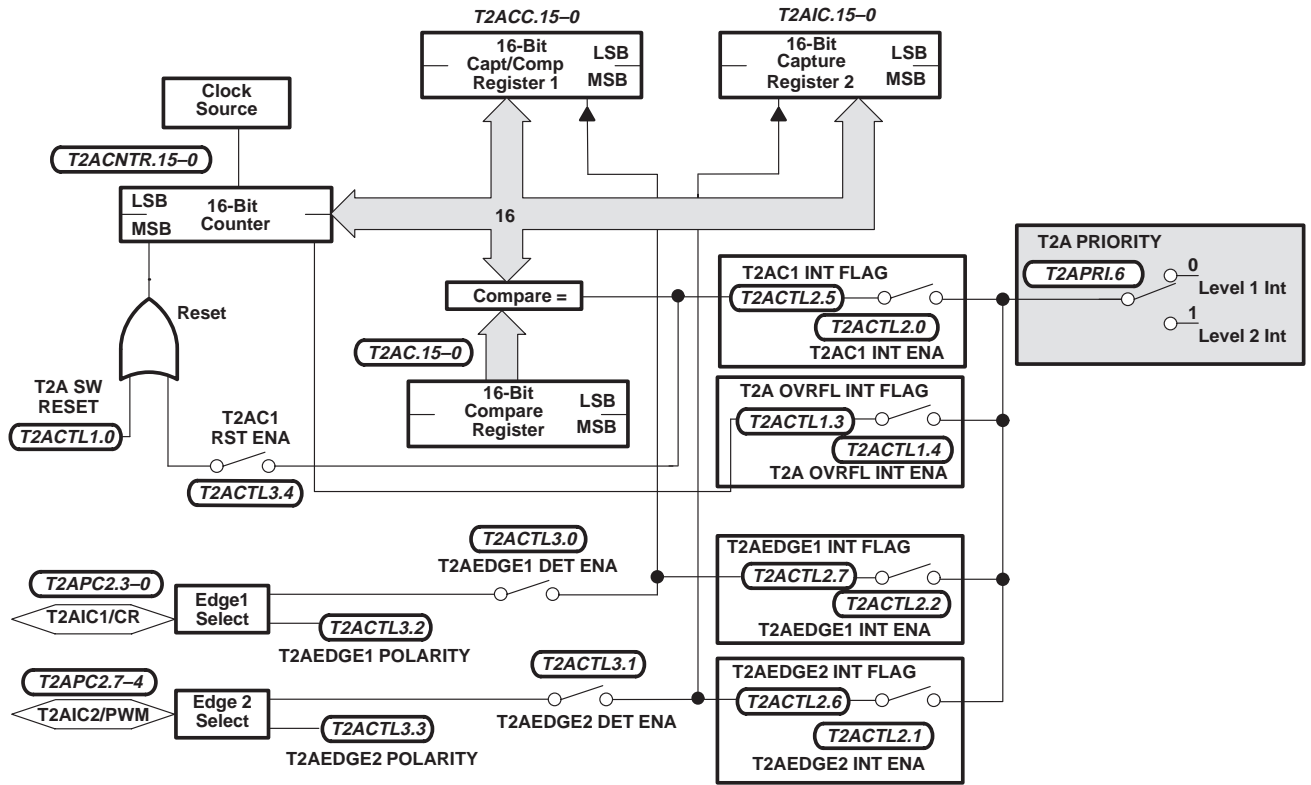 T2ACC.15–0
T2AIC.15–0
16-Bit
Capt/Comp
Register 1
LSB
MSB
16-Bit
Capture
Register 2
LSB
MSB
Clock
Source
T2ACNTR.15–0
LSB
MSB
16-Bit
Counter
16
T2A PRIORITY
T2APRI.6
0
Level 1 Int
1
Level 2 Int
Compare =
T2AC1 INT FLAG
T2ACTL2.5
T2ACTL2.0
T2AC1 INT ENA
Reset
T2AC.15–0
16-Bit
Compare
Register
LSB
MSB
T2A OVRFL INT FLAG
T2ACTL1.3
T2ACTL1.4
T2A OVRFL INT ENA
T2A SW
RESET
T2ACTL1.0
T2AC1
RST ENA
T2ACTL3.4
T2ACTL3.0
T2AEDGE1 DET ENA
T2AEDGE1 INT FLAG
T2ACTL2.7
T2ACTL2.2
T2AEDGE1 INT ENA
T2APC2.3–0
T2AIC1/CR
Edge1
Select
T2ACTL3.2
T2AEDGE1 POLARITY
T2ACTL3.1
T2AEDGE2 DET ENA
T2AEDGE2 INT FLAG
T2ACTL2.6
T2ACTL2.1
T2AEDGE2 INT ENA
T2APC2.7–4
T2AIC2/PWM
Edge 2
Select
T2ACTL3.3
T2AEDGE2 POLARITY